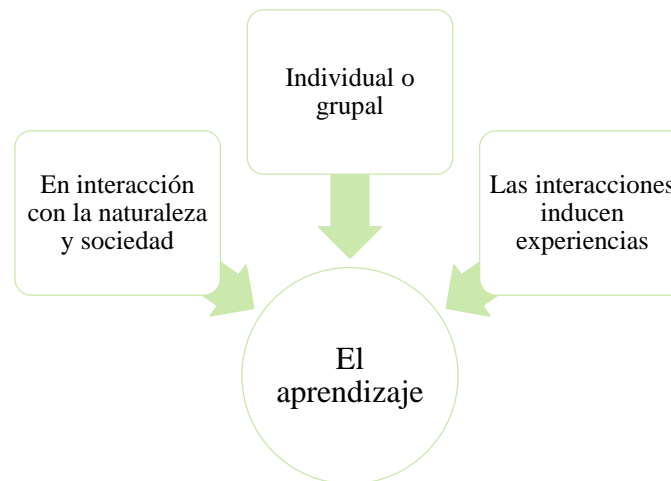 Individual o
grupal
En interacción
con la naturaleza
y sociedad
Las interacciones
inducen
experiencias
El
aprendizaje